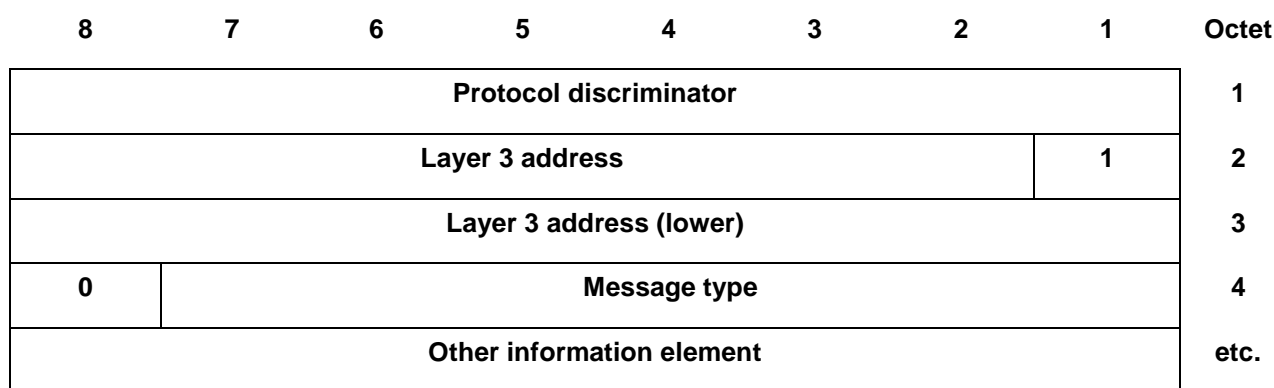 8 7 6 5 4 3 2 1 Octet
Protocol discriminator 1
Layer 3 address 1 2
Layer 3 address (lower) 3
0 Message type 4
Other information element etc.